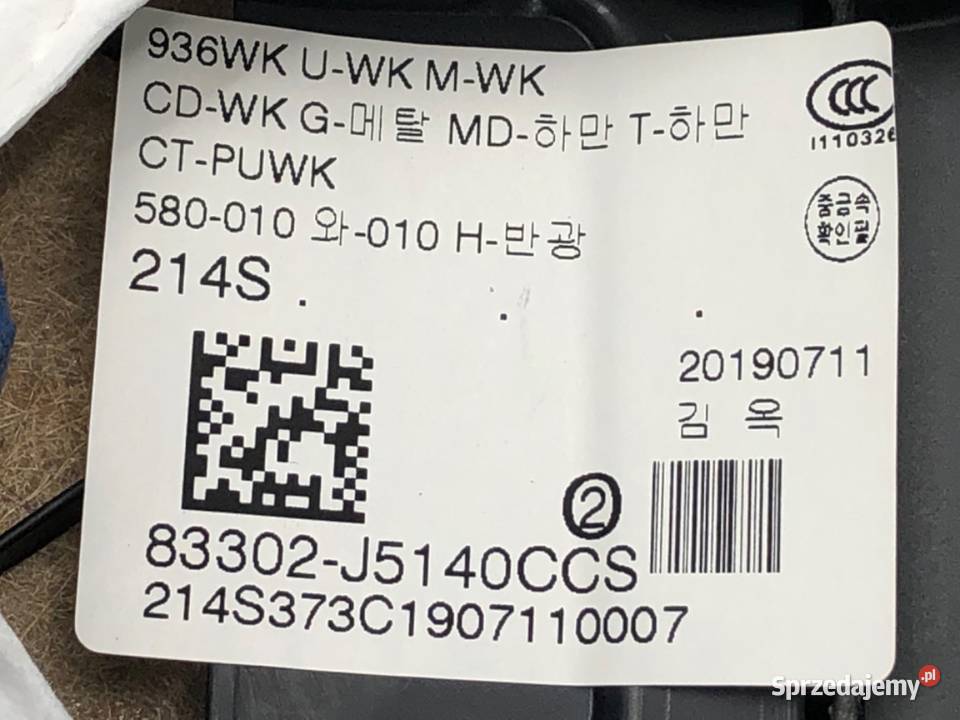 936WK U-WK M-WK
CD-WK G-메탈 MD-하만 T-하만
CT-PUWK
580-010 와-010 H-반광
214S . . .
CCC
I110326
중금속
확인필
20190711
김 옥
②
83302-J5140CCS
214S373C1907110007
Sprzedajemy.pl